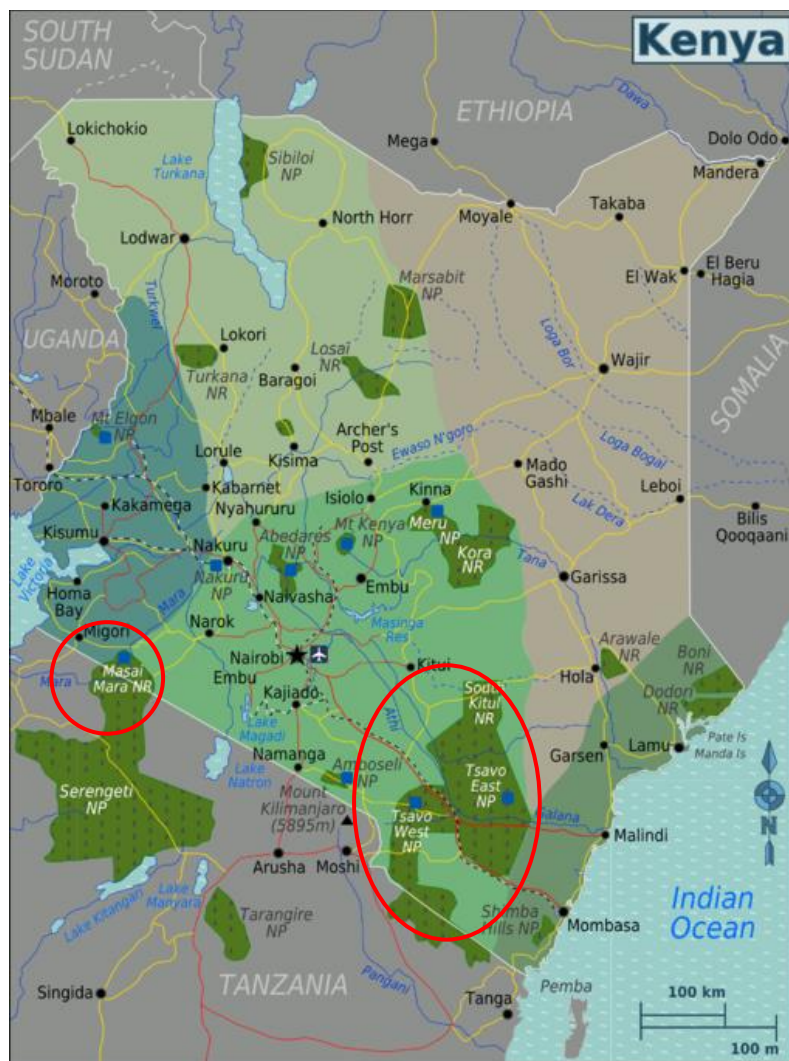 Kenya
SOUTH
SUDAN
ETHIOPIA
Dawa
Lokichokio
Mega
Dolo Odo
Mandera
Lake
Turkana
Sibiloi
NP
North Horr
Moyale
Takaba
Lodwar
El Wak
El Beru
Hagia
Moroto
Turkwel
Marsabit
NP
UGANDA
Lokori
Losai
NR
Loga Bor
Turkana
NR
Baragoi
Wajir
SOMALIA
Mbale
Mt Elgon
NP
Archer's
Post
Ewaso N'goro
Loga Bogal
Lorule
Kisima
Tororo
Kabarnet
Mado
Gashi
Leboi
Kakamega
Nyahururu
Isiolo
Kinna
Lak Dera
Bilis
Qooqaani
Kisumu
Abedares
NP
Mt Kenya
NP
Meru
NP
Lake
Victoria
Nakuru
Kora
NR
Tana
Nakuru
NP
Embu
Garissa
Homa
Bay
Mara
Naivasha
Masinga
Res
Migori
Narok
Arawale
NR
Boni
NR
Masai
Mara NR
Nairobi
Kitui
Mara
Embu
Hola
Dodori
NR
Kajiado
Athi
South
Kitui
NR
Lake
Magadi
Pate Is
Manda Is
Garsen
Lamu
Namanga
Lake
Natron
Amboseli
NP
Tsavo
East
NP
Serengeti
NP
Mount
Kilimanjaro
(5895m)
Tsavo
West
NP
Galana
N
Malindi
Arusha
Moshi
Lake
Manyara
Lake Kitangan
Indian
Ocean
Tarangire
NP
Shimba
Hills NP
Mombasa
TANZANIA
Pangani
Singida
Tanga
Pemba
100 km
100 m